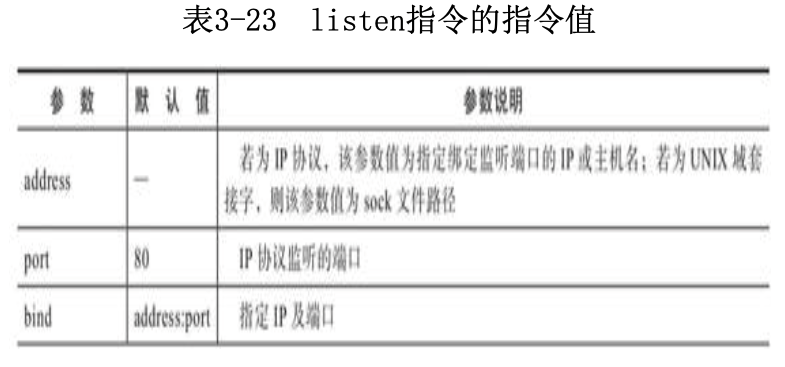 表3-23 listen指令的指令值
参 数 默 认 值 参数说明
address — 若为 IP 协议，该参数值为指定绑定监听端口的 IP 或主机名；若为 UNIX 域套
接字，则该参数值为 sock 文件路径
port 80 IP 协议监听的端口
bind address:port 指定 IP 及端口